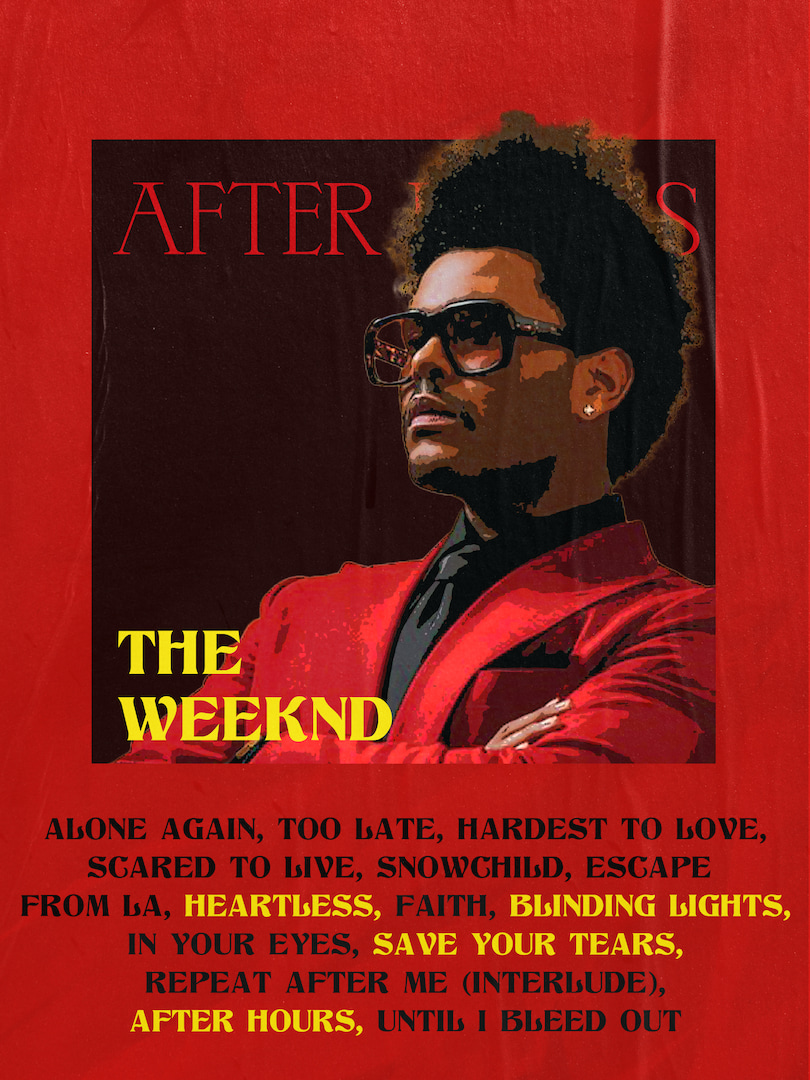 AFTER S
THE
WEEKND
ALONE AGAIN, TOO LATE, HARDEST TO LOVE,
SCARED TO LIVE, SNOWCHILD, ESCAPE
FROM LA, HEARTLESS, FAITH, BLINDING LIGHTS,
IN YOUR EYES, SAVE YOUR TEARS,
REPEAT AFTER ME (INTERLUDE),
AFTER HOURS, UNTIL I BLEED OUT